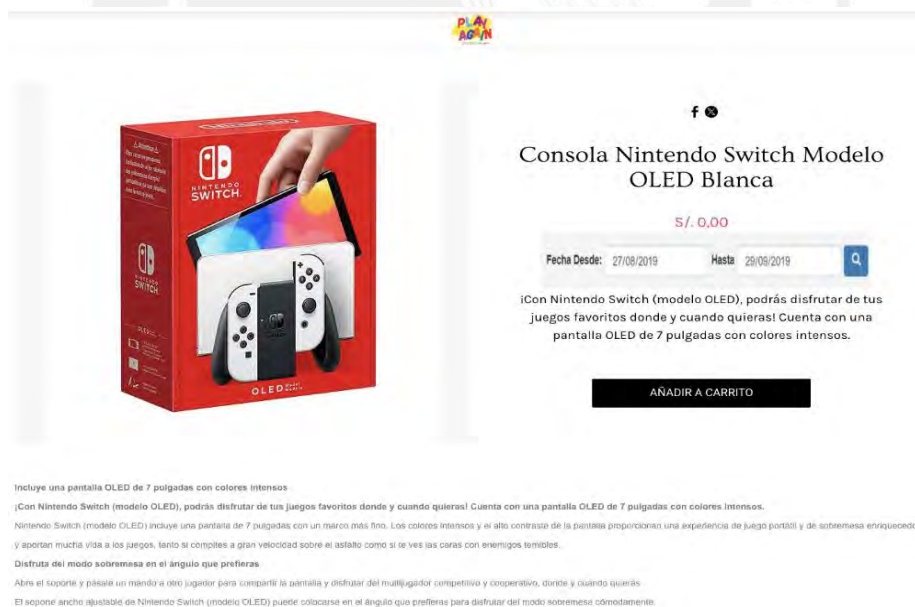 PLAY
AGAIN
NINTENDO
SWITCH
NINTENDO
SWITCH.
OLED
Consola Nintendo Switch Modelo
OLED Blanca
S/. 0,00
Fecha Desde: 27/08/2019 Hasta 29/09/2019
¡Con Nintendo Switch (modelo OLED), podrás disfrutar de tus
juegos favoritos donde y cuando quieras! Cuenta con una
pantalla OLED de 7 pulgadas con colores intensos.
AÑADIR A CARRITO
Incluye una pantalla OLED de 7 pulgadas con colores intensos
¡Con Nintendo Switch (modelo OLED), podrás disfrutar de tus juegos favoritos donde y cuando quieras! Cuenta con una pantalla OLED de 7 pulgadas con colores intensos.
Nintendo Switch (modelo OLED) incluye una pantalla de 7 pulgadas con un marco más fino. Los colores intensos y el alto contraste de la pantalla proporcionan una experiencia de juego portátil y de sobremesa enriquecedo
y aportan mucha vida a los juegos, tanto si compites a gran velocidad sobre el asfalto como si te ves las caras con enemigos temibles.
Disfruta del modo sobremesa en el ángulo que prefieras
Abre el soporte y pásale un mando a otro jugador para compartir la pantalla y disfrutar del multijugador competitivo y cooperativo, donde y cuando quieras
El soporte ancho ajustable de Nintendo Switch (modelo OLED) puede colocarse en el ángulo que prefieras para disfrutar del modo sobremesa cómodamente.